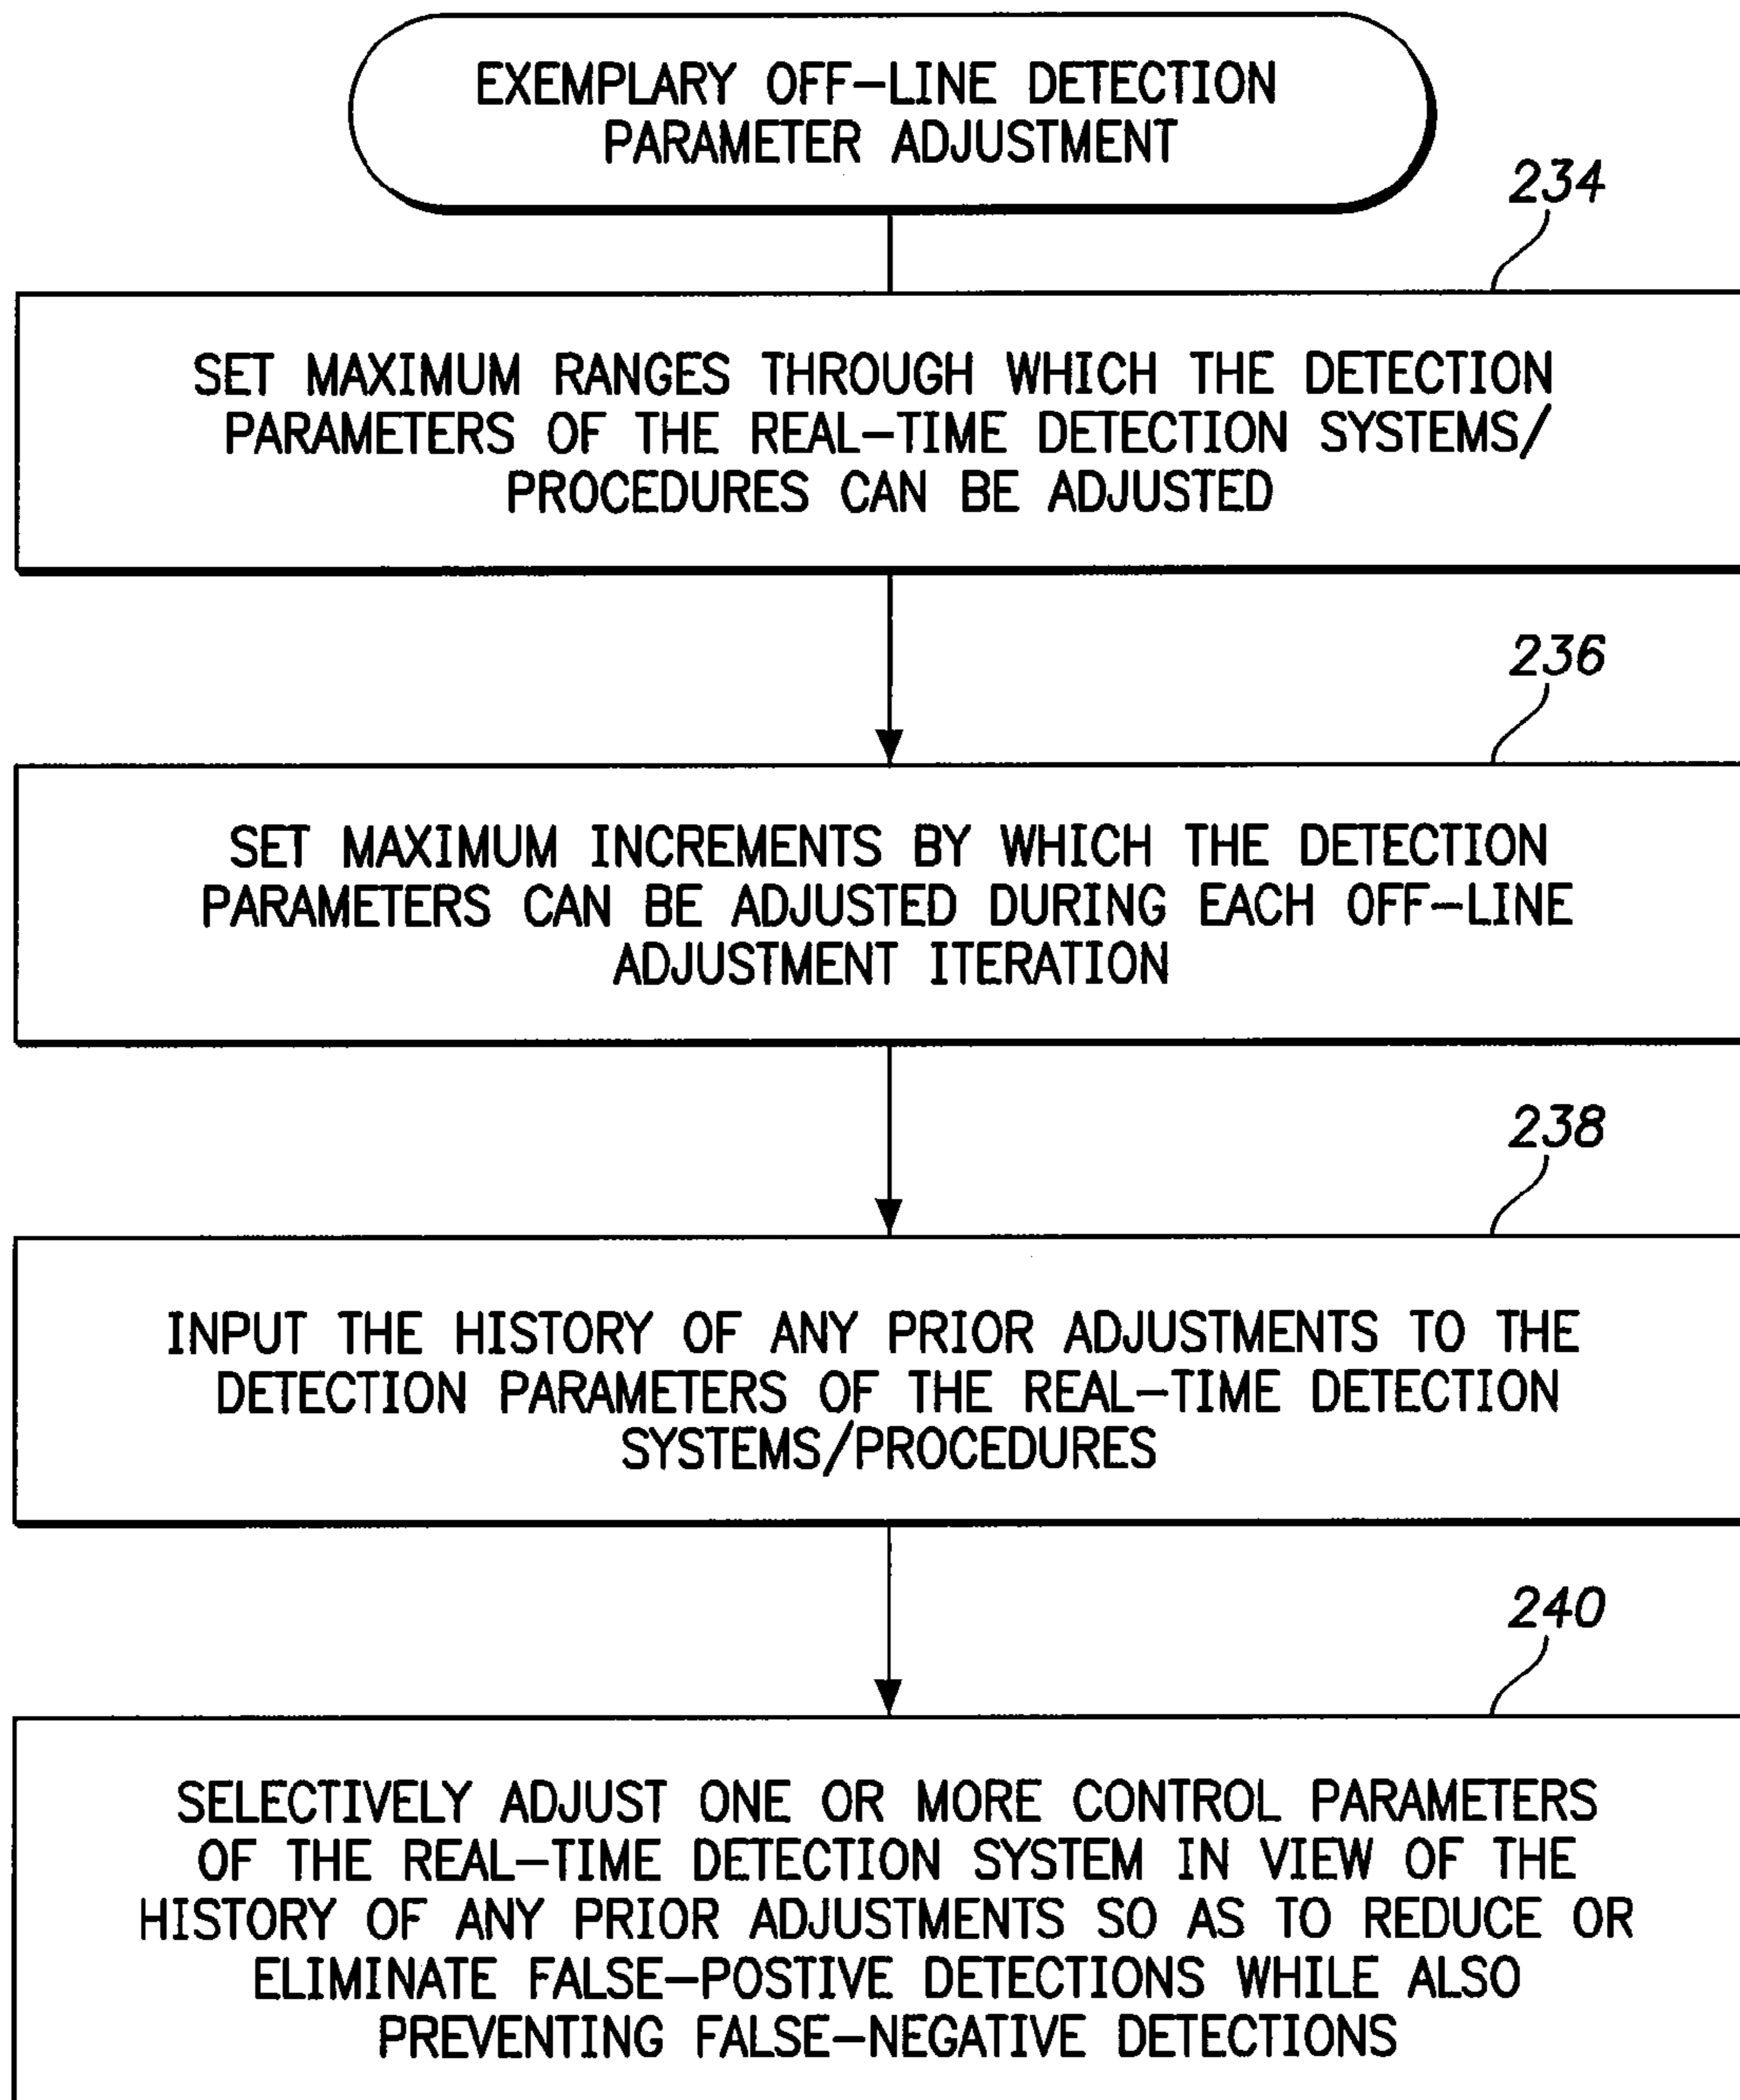 EXEMPLARY OFF-LINE DETECTION
PARAMETER ADJUSTMENT
234
SET MAXIMUM RANGES THROUGH WHICH THE DETECTION
PARAMETERS OF THE REAL-TIME DETECTION SYSTEMS/
PROCEDURES CAN BE ADJUSTED
236
SET MAXIMUM INCREMENTS BY WHICH THE DETECTION
PARAMETERS CAN BE ADJUSTED DURING EACH OFF-LINE
ADJUSTMENT ITERATION
238
INPUT THE HISTORY OF ANY PRIOR ADJUSTMENTS TO THE
DETECTION PARAMETERS OF THE REAL-TIME DETECTION
SYSTEMS/PROCEDURES
240
SELECTIVELY ADJUST ONE OR MORE CONTROL PARAMETERS
OF THE REAL-TIME DETECTION SYSTEM IN VIEW OF THE
HISTORY OF ANY PRIOR ADJUSTMENTS SO AS TO REDUCE OR
ELIMINATE FALSE-POSTIVE DETECTIONS WHILE ALSO
PREVENTING FALSE-NEGATIVE DETECTIONS